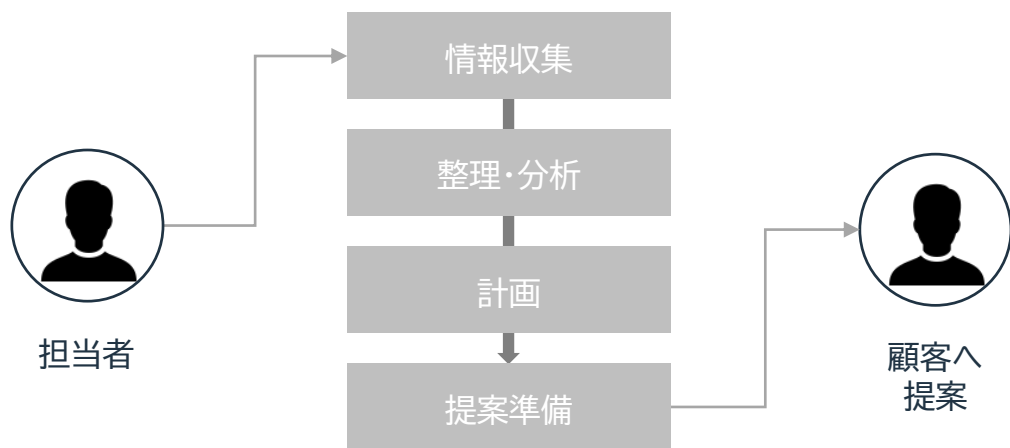 情報収集
整理・分析
計画
提案準備
担当者
顧客へ
提案